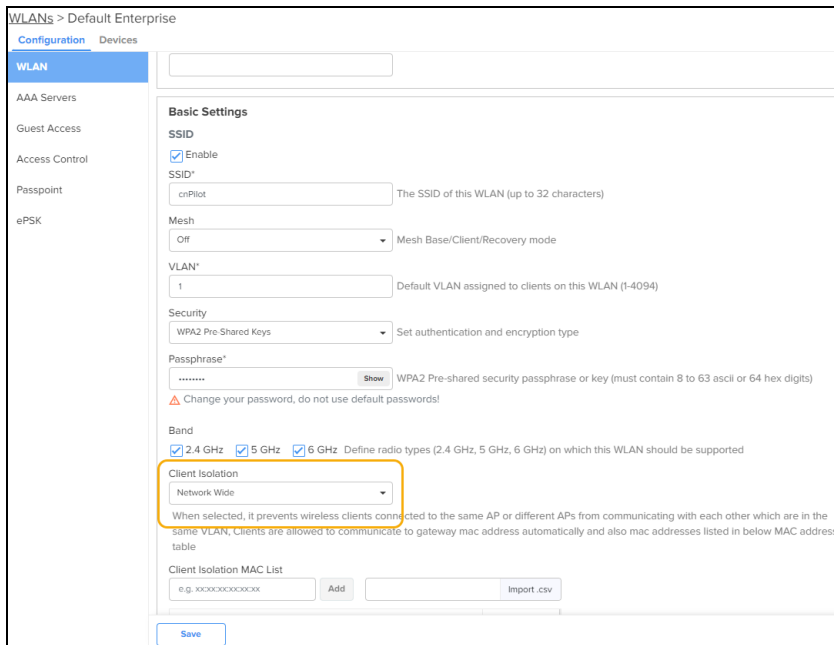 WLANs > Default Enterprise
Configuration Devices
WLAN
AAA Servers
Guest Access
Access Control
Passpoint
ePSK
Basic Settings
SSID
Enable
SSID*
cnPilot The SSID of this WLAN (up to 32 characters)
Mesh
Off Mesh Base/Client/Recovery mode
VLAN*
1 Default VLAN assigned to clients on this WLAN (1-4094)
Security
WPA2 Pre-Shared Keys Set authentication and encryption type
Passphrase*
•••••••• Show WPA2 Pre-shared security passphrase or key (must contain 8 to 63 ascii or 64 hex digits)
Change your password, do not use default passwords!
Band
2.4 GHz 5 GHz 6 GHz Define radio types (2.4 GHz, 5 GHz, 6 GHz) on which this WLAN should be supported
Client Isolation
Network Wide
When selected, it prevents wireless clients connected to the same AP or different APs from communicating with each other which are in the
same VLAN, Clients are allowed to communicate to gateway mac address automatically and also mac addresses listed in below MAC address
table
Client Isolation MAC List
e.g. xx:xx:xx:xx:xx:xx Add Import .csv
Save